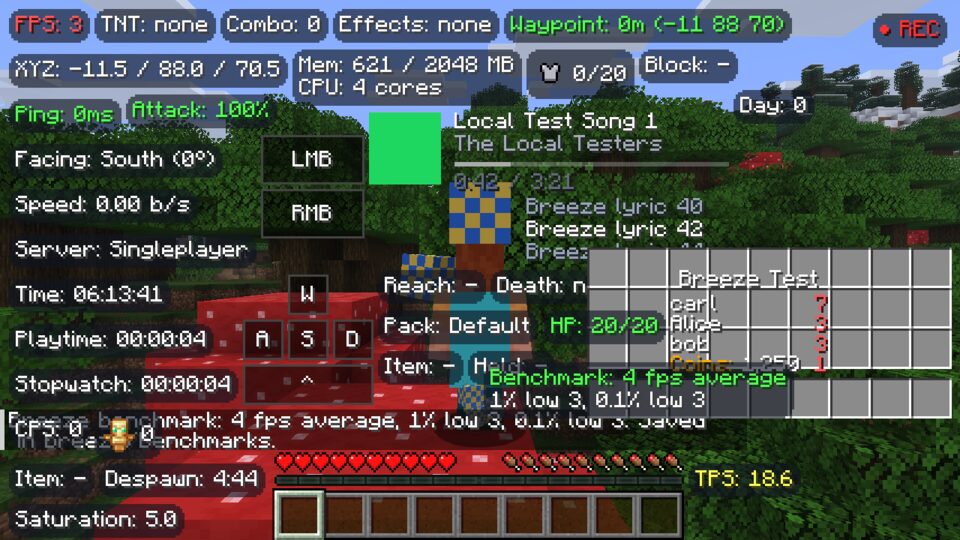 FPS: 3
TNT: none
Combo: 0
Effects: none
Waypoint: 0m (-11 88 70)
REC
XYZ: -11.5 / 88.0 / 70.5
Mem: 621 / 2048 MB
CPU: 4 cores
0/20
Block: -
Day: 0
Ping: 0ms
Attack: 100%
Local Test Song 1
The Local Testers
0:42 / 3:21
Breeze lyric 40
Breeze lyric 42
Breeze lyric
Facing: South (0°)
LMB
Speed: 0.00 b/s
RMB
Server: Singleplayer
Time: 06:13:41
W
Reach: -
Death: n
Breeze Test
carl 7
Alice 3
bob 3
Coins: 1,250 1
Playtime: 00:00:04
A
S
D
Pack: Default
HP: 20/20
Stopwatch: 00:00:04
^
Item: -
Held: -
Benchmark: 4 fps average
1% low 3, 0.1% low 3
Breeze benchmark: 4 fps average, 1% low 3, 0.1% low 3. Saved
in breeze benchmarks.
CPS: 0
0
Item: -
Despawn: 4:44
TPS: 18.6
Saturation: 5.0